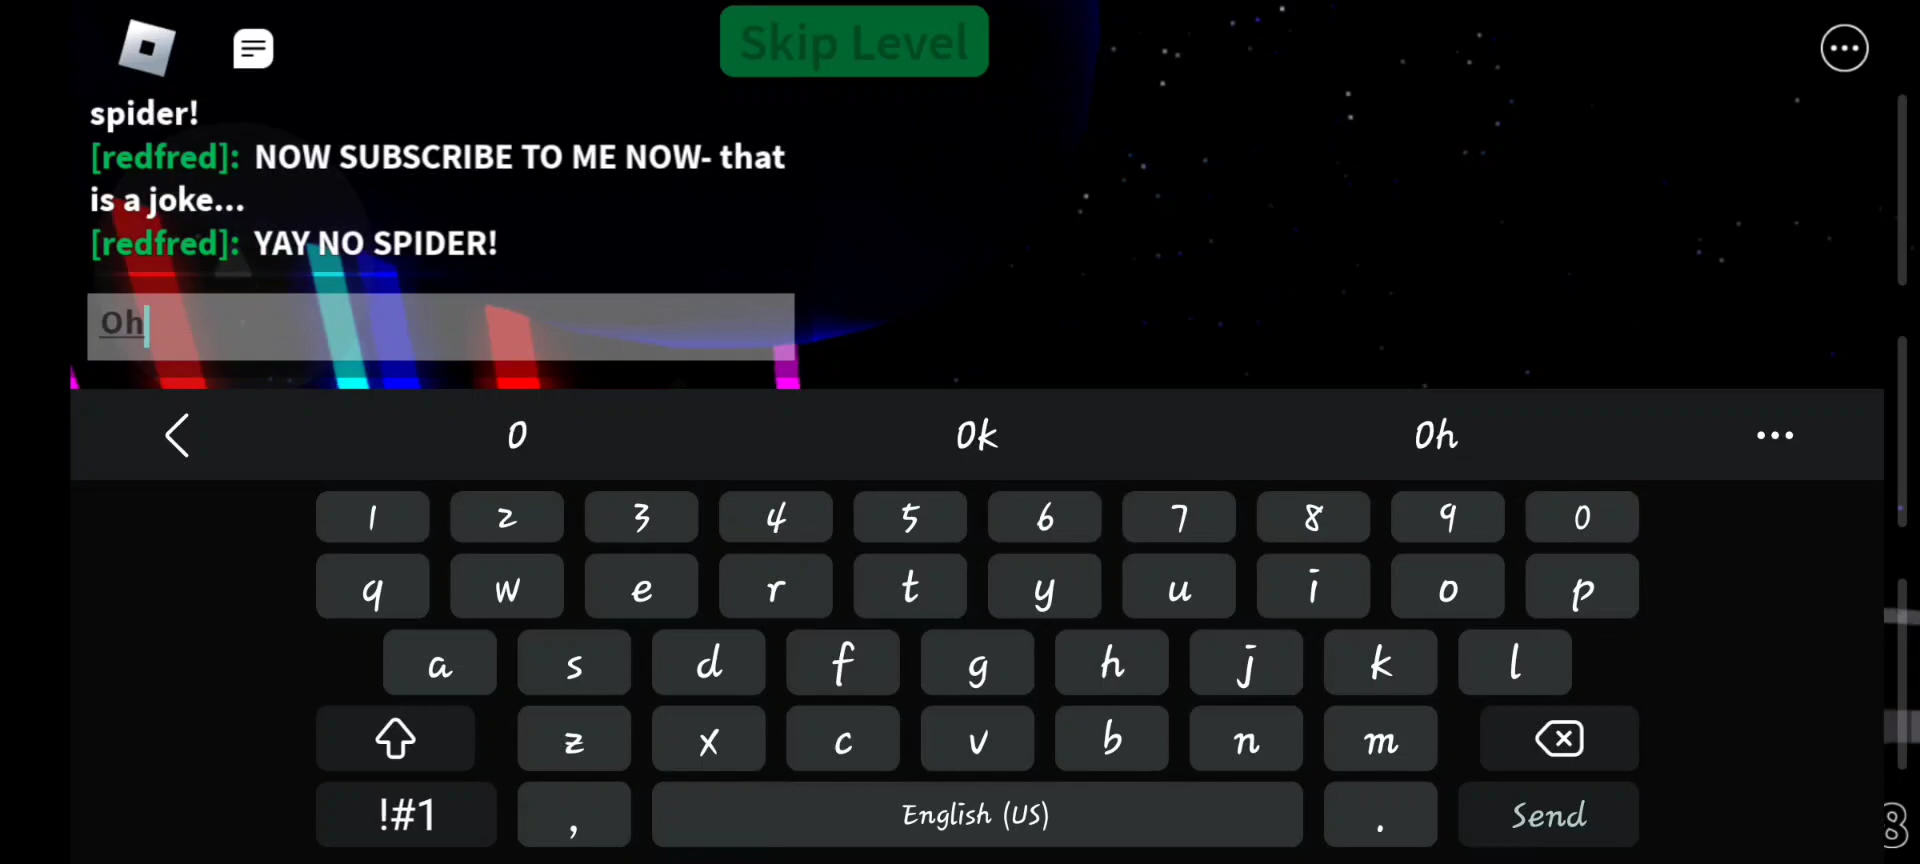 Skip Level
spider!
[redfred]: NOW SUBSCRIBE TO ME NOW- that
is a joke...
[redfred]: YAY NO SPIDER!
Oh
O Ok Oh
1 2 3 4 5 6 7 8 9 0
q w e r t y u i o p
a s d f g h j k l
z x c v b n m
!#1 , English (US) . Send
8